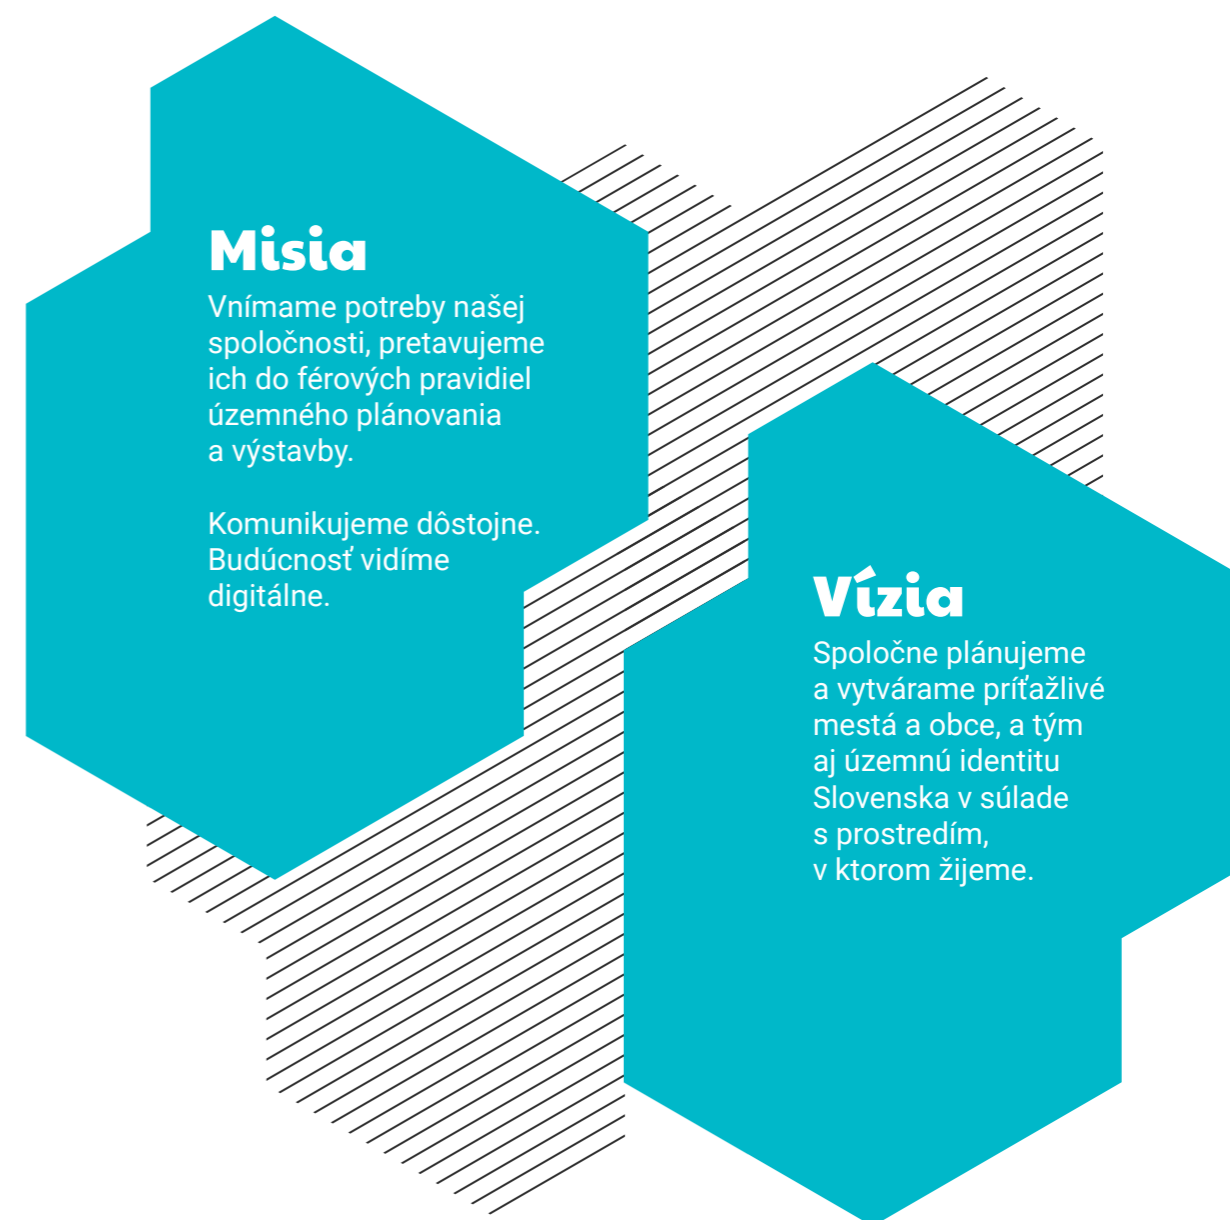 Misia
Vnímame potreby našej
spoločnosti, pretavujeme
ich do férových pravidiel
územného plánovania
a výstavby.
Komunikujeme dôstojne.
Budúcnosť vidíme
digitálne.
Vízia
Spoločne plánujeme
a vytvárame príťažlivé
mestá a obce, a tým
aj územnú identitu
Slovenska v súlade
s prostredím,
v ktorom žijeme.